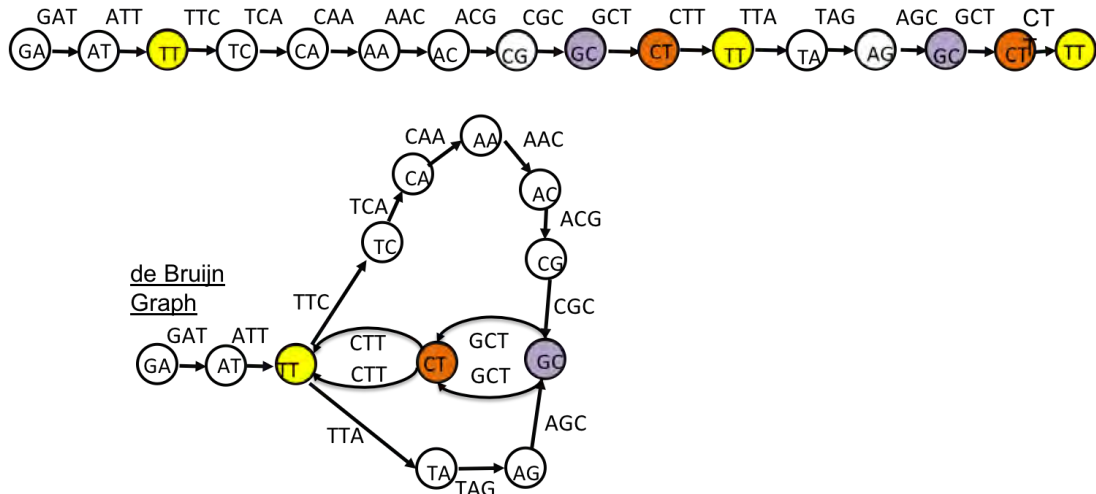 GAT ATT TTC TCA CAA AAC ACG CGC GCT CTT TTA TAG AGC GCT CT
T
GA AT TT TC CA AA AC CG GC CT TT TA AG GC CT TT
CAA AA AAC
CA AC
TCA ACG
TC CG
de Bruijn
Graph
TTC CGC
GAT ATT CTT GCT
GA AT TT CT GC
CTT GCT
TTA AGC
TA AG
TAG